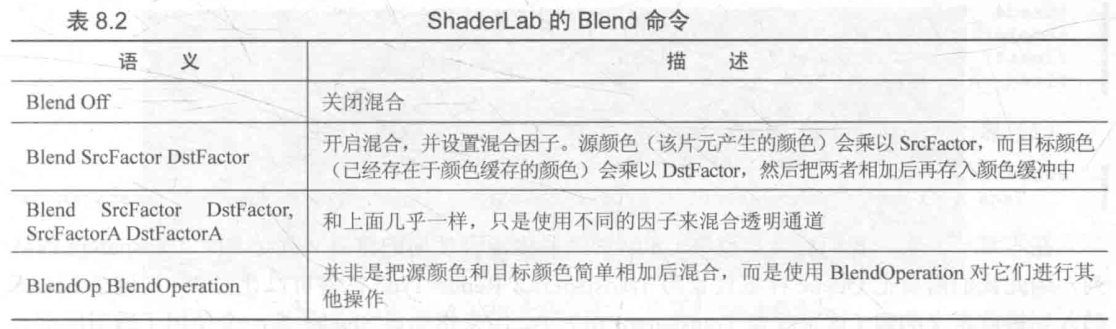 表 8.2 ShaderLab 的 Blend 命令
语 义 描 述
Blend Off 关闭混合
Blend SrcFactor DstFactor 开启混合，并设置混合因子。源颜色（该片元产生的颜色）会乘以 SrcFactor，而目标颜色
（已经存在于颜色缓存的颜色）会乘以 DstFactor，然后把两者相加后再存入颜色缓冲中
Blend SrcFactor DstFactor,
SrcFactorA DstFactorA
和上面几乎一样，只是使用不同的因子来混合透明通道
BlendOp BlendOperation
并非是把源颜色和目标颜色简单相加后混合，而是使用 BlendOperation 对它们进行其
他操作